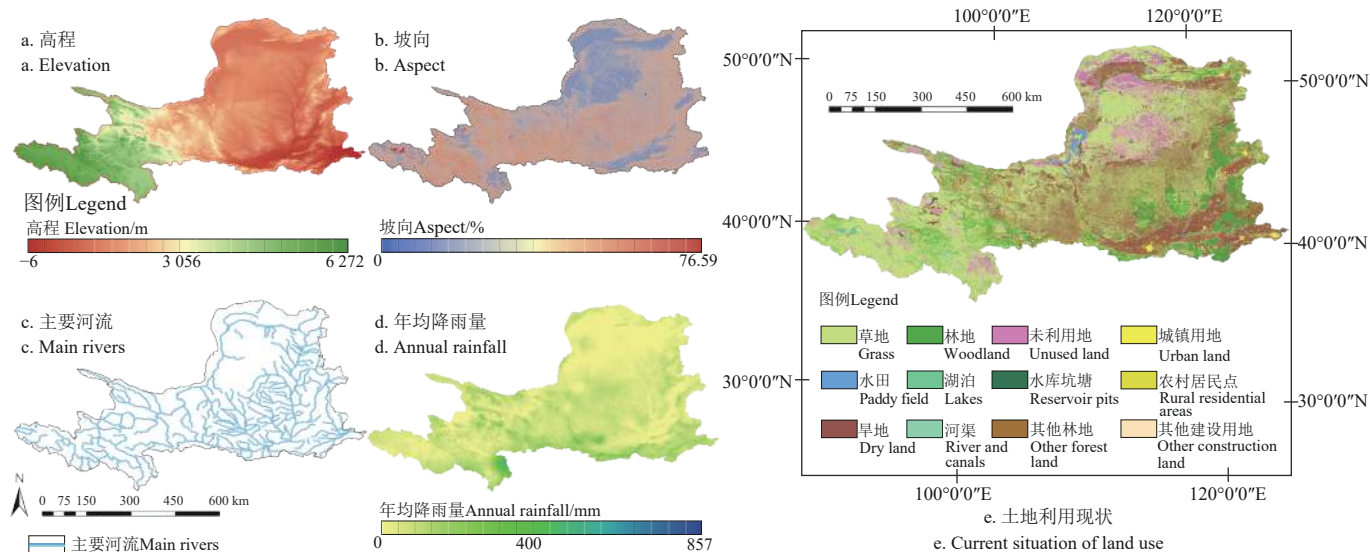 a. 高程
a. Elevation
图例Legend
高程 Elevation/m
−6 3 056 6 272
b. 坡向
b. Aspect
坡向Aspect/%
0 76.59
c. 主要河流
c. Main rivers
N
0 75 150 300 450 600 km
主要河流Main rivers
d. 年均降雨量
d. Annual rainfall
年均降雨量Annual rainfall/mm
0 400 857
100°0′0″E 120°0′0″E
50°0′0″N 50°0′0″N
0 75 150 300 450 600 km
40°0′0″N 40°0′0″N
30°0′0″N 30°0′0″N
图例Legend
草地 林地 未利用地 城镇用地
Grass Woodland Unused land Urban land
水田 湖泊 水库坑塘 农村居民点
Paddy field Lakes Reservoir pits Rural residential
areas
旱地 河渠 其他林地 其他建设用地
Dry land River and Other forest Other construction
canals land land
100°0′0″E 120°0′0″E
e. 土地利用现状
e. Current situation of land use